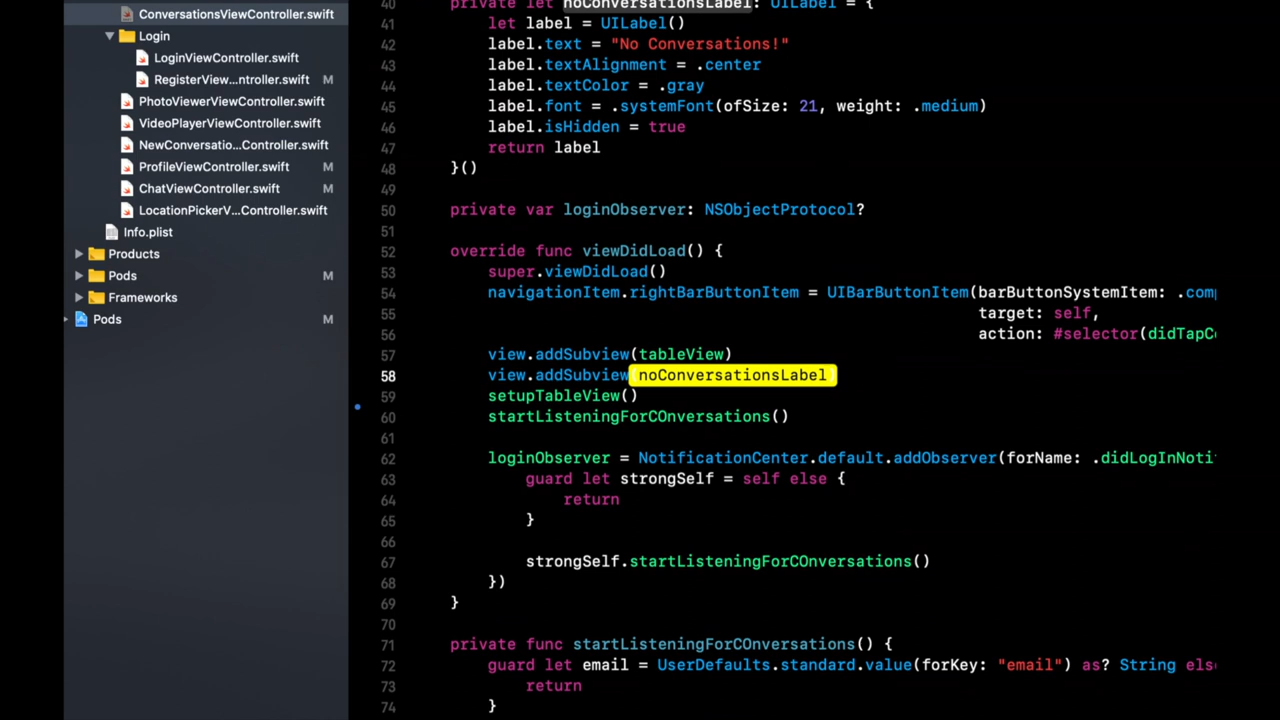 ConversationsViewController.swift
Login
LoginViewController.swift
RegisterView...ntroller.swift M
PhotoViewerViewController.swift
VideoPlayerViewController.swift
NewConversatio...Controller.swift
ProfileViewController.swift M
ChatViewController.swift M
LocationPickerV...Controller.swift
Info.plist
Products
Pods M
Frameworks
Pods M
40 private let noConversationsLabel: UILabel = {
41 let label = UILabel()
42 label.text = "No Conversations!"
43 label.textAlignment = .center
44 label.textColor = .gray
45 label.font = .systemFont(ofSize: 21, weight: .medium)
46 label.isHidden = true
47 return label
48 }()
49
50 private var loginObserver: NSObjectProtocol?
51
52 override func viewDidLoad() {
53 super.viewDidLoad()
54 navigationItem.rightBarButtonItem = UIBarButtonItem(barButtonSystemItem: .comp
55 target: self,
56 action: #selector(didTapCo
57 view.addSubview(tableView)
58 view.addSubview(noConversationsLabel)
59 setupTableView()
60 startListeningForCOnversations()
61
62 loginObserver = NotificationCenter.default.addObserver(forName: .didLogInNoti
63 guard let strongSelf = self else {
64 return
65 }
66
67 strongSelf.startListeningForCOnversations()
68 })
69 }
70
71 private func startListeningForCOnversations() {
72 guard let email = UserDefaults.standard.value(forKey: "email") as? String els
73 return
74 }